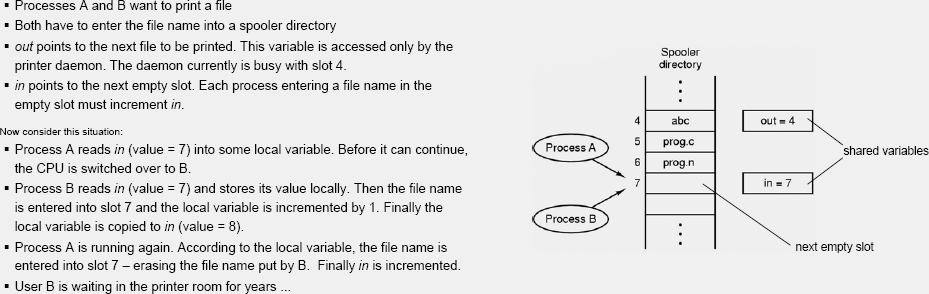 ▪ Processes A and B want to print a file
▪ Both have to enter the file name into a spooler directory
▪ out points to the next file to be printed. This variable is accessed only by the
printer daemon. The daemon currently is busy with slot 4.
▪ in points to the next empty slot. Each process entering a file name in the
empty slot must increment in.
Now consider this situation:
▪ Process A reads in (value = 7) into some local variable. Before it can continue,
the CPU is switched over to B.
▪ Process B reads in (value = 7) and stores its value locally. Then the file name
is entered into slot 7 and the local variable is incremented by 1. Finally the
local variable is copied to in (value = 8).
▪ Process A is running again. According to the local variable, the file name is
entered into slot 7 – erasing the file name put by B. Finally in is incremented.
▪ User B is waiting in the printer room for years ...
Spooler
directory
4 abc
5 prog.c
6 prog.n
7
Process A
Process B
out = 4
in = 7
shared variables
next empty slot